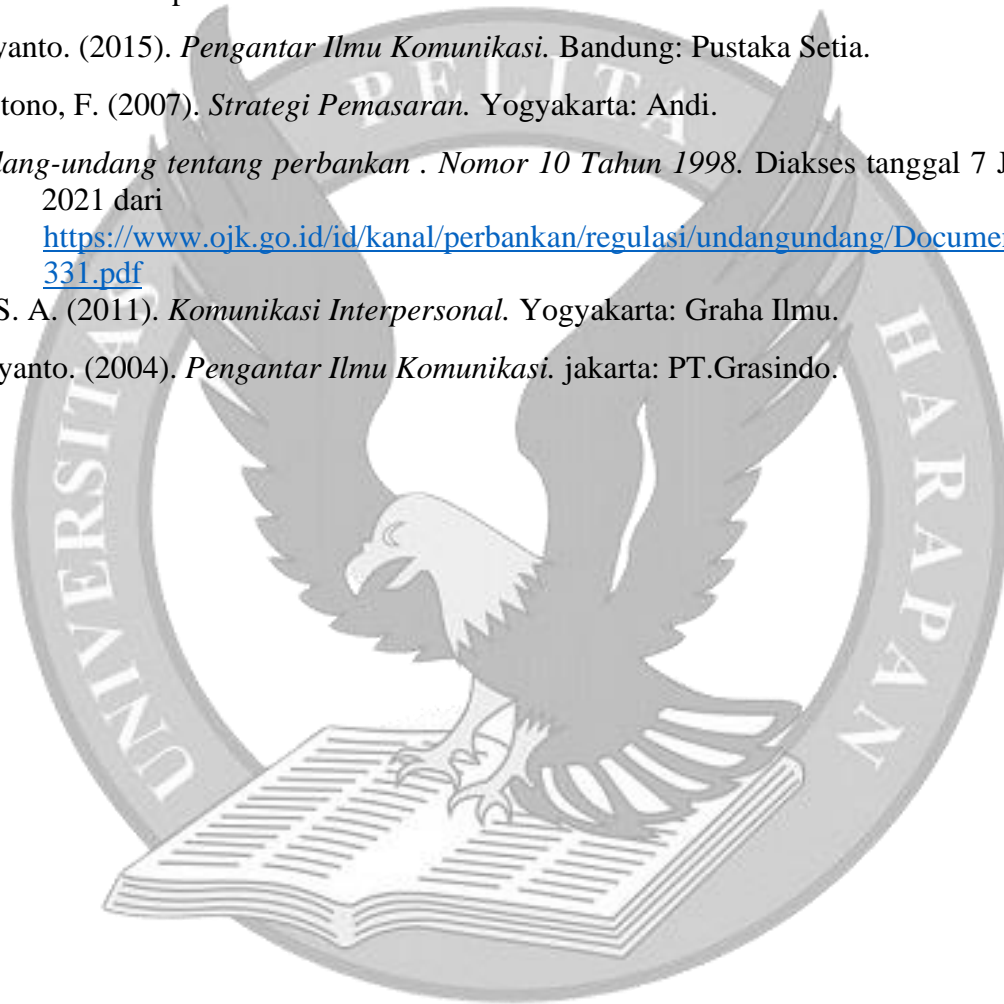 yanto. (2015). Pengantar Ilmu Komunikasi. Bandung: Pustaka Setia.
tono, F. (2007). Strategi Pemasaran. Yogyakarta: Andi.
lang-undang tentang perbankan . Nomor 10 Tahun 1998. Diakses tanggal 7 J
2021 dari
https://www.ojk.go.id/id/kanal/perbankan/regulasi/undangundang/Docume
331.pdf
S. A. (2011). Komunikasi Interpersonal. Yogyakarta: Graha Ilmu.
yanto. (2004). Pengantar Ilmu Komunikasi. jakarta: PT.Grasindo.
UNIVERSITAS PELITA HARAPAN